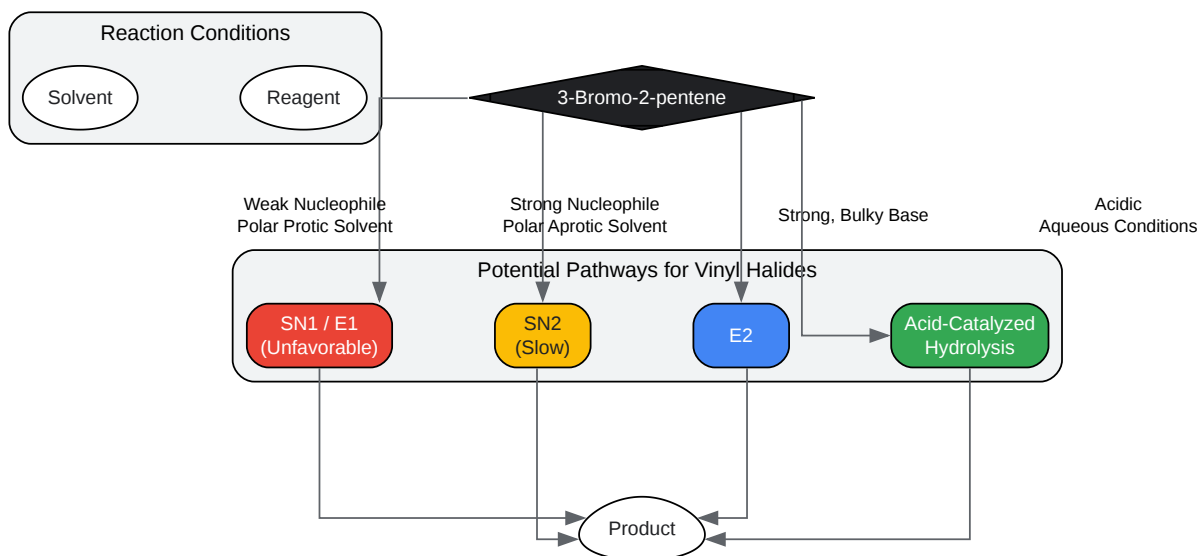 Reaction Conditions
Solvent
Reagent
3-Bromo-2-pentene
Weak Nucleophile
Polar Protic Solvent
Strong Nucleophile
Polar Aprotic Solvent
Strong, Bulky Base
Acidic
Aqueous Conditions
Potential Pathways for Vinyl Halides
SN1 / E1
(Unfavorable)
SN2
(Slow)
E2
Acid-Catalyzed
Hydrolysis
Product